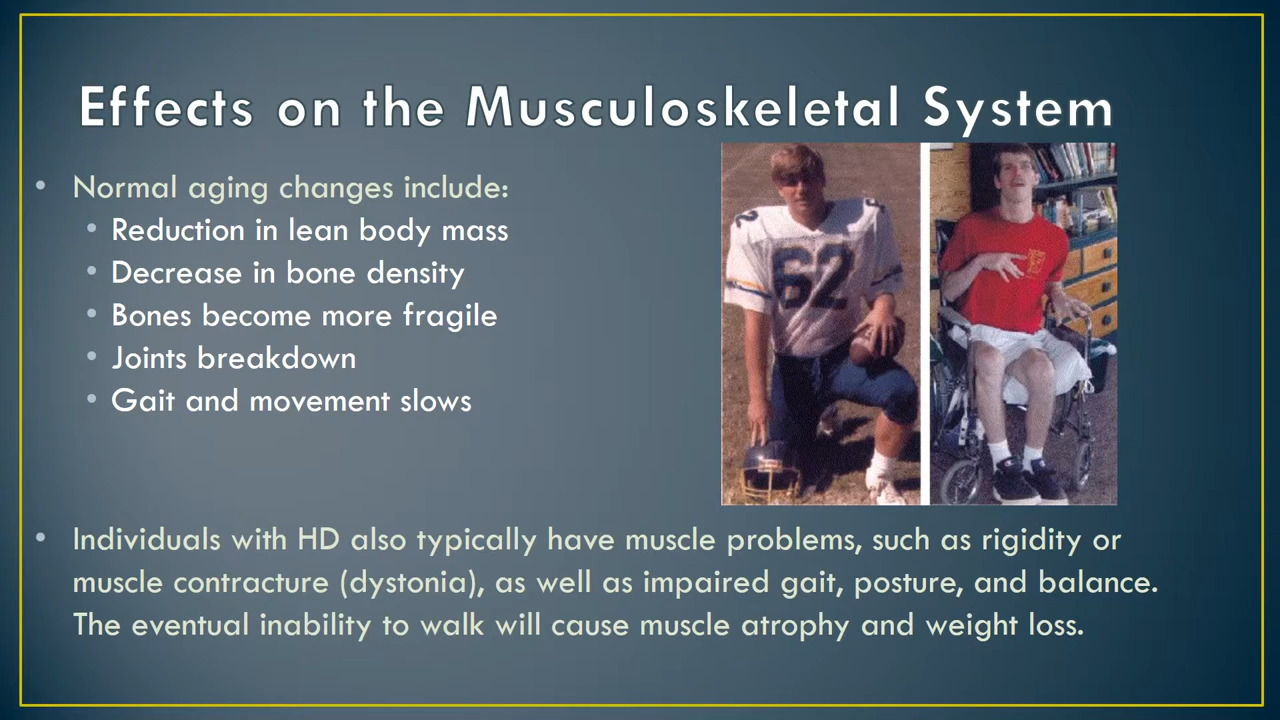 Effects on the Musculoskeletal System
• Normal aging changes include:
• Reduction in lean body mass
• Decrease in bone density
• Bones become more fragile
• Joints breakdown
• Gait and movement slows
62
• Individuals with HD also typically have muscle problems, such as rigidity or
muscle contracture (dystonia), as well as impaired gait, posture, and balance.
The eventual inability to walk will cause muscle atrophy and weight loss.